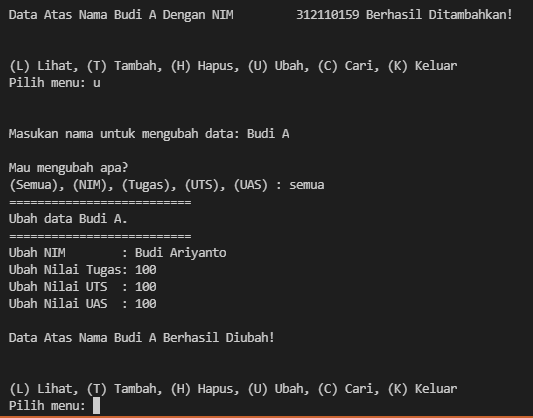 Data Atas Nama Budi A Dengan NIM         312110159 Berhasil Ditambahkan!
(L) Lihat, (T) Tambah, (H) Hapus, (U) Ubah, (C) Cari, (K) Keluar
Pilih menu: u
Masukan nama untuk mengubah data: Budi A
Mau mengubah apa?
(Semua), (NIM), (Tugas), (UTS), (UAS) : semua
==========================
Ubah data Budi A.
==========================
Ubah NIM        : Budi Ariyanto
Ubah Nilai Tugas: 100
Ubah Nilai UTS  : 100
Ubah Nilai UAS  : 100
Data Atas Nama Budi A Berhasil Diubah!
(L) Lihat, (T) Tambah, (H) Hapus, (U) Ubah, (C) Cari, (K) Keluar
Pilih menu: